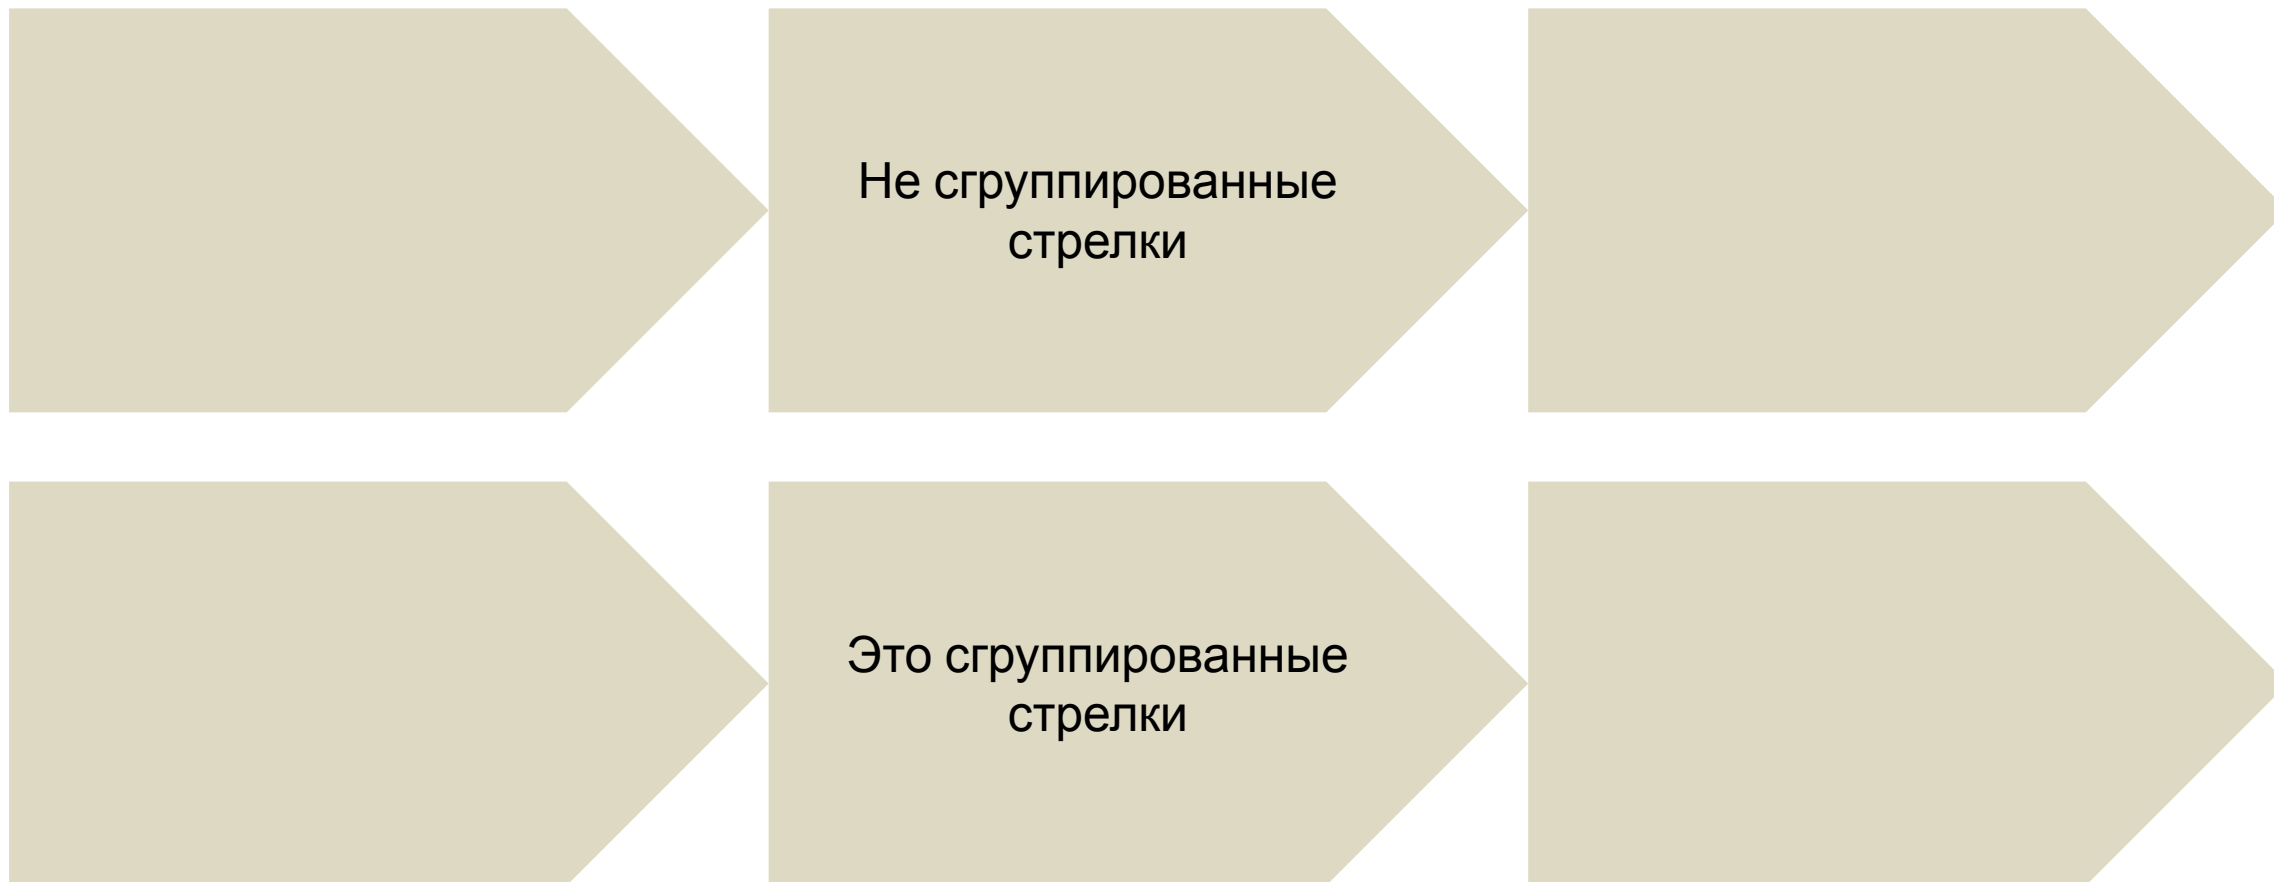 Не сгруппированные
стрелки
Это сгруппированные
стрелки